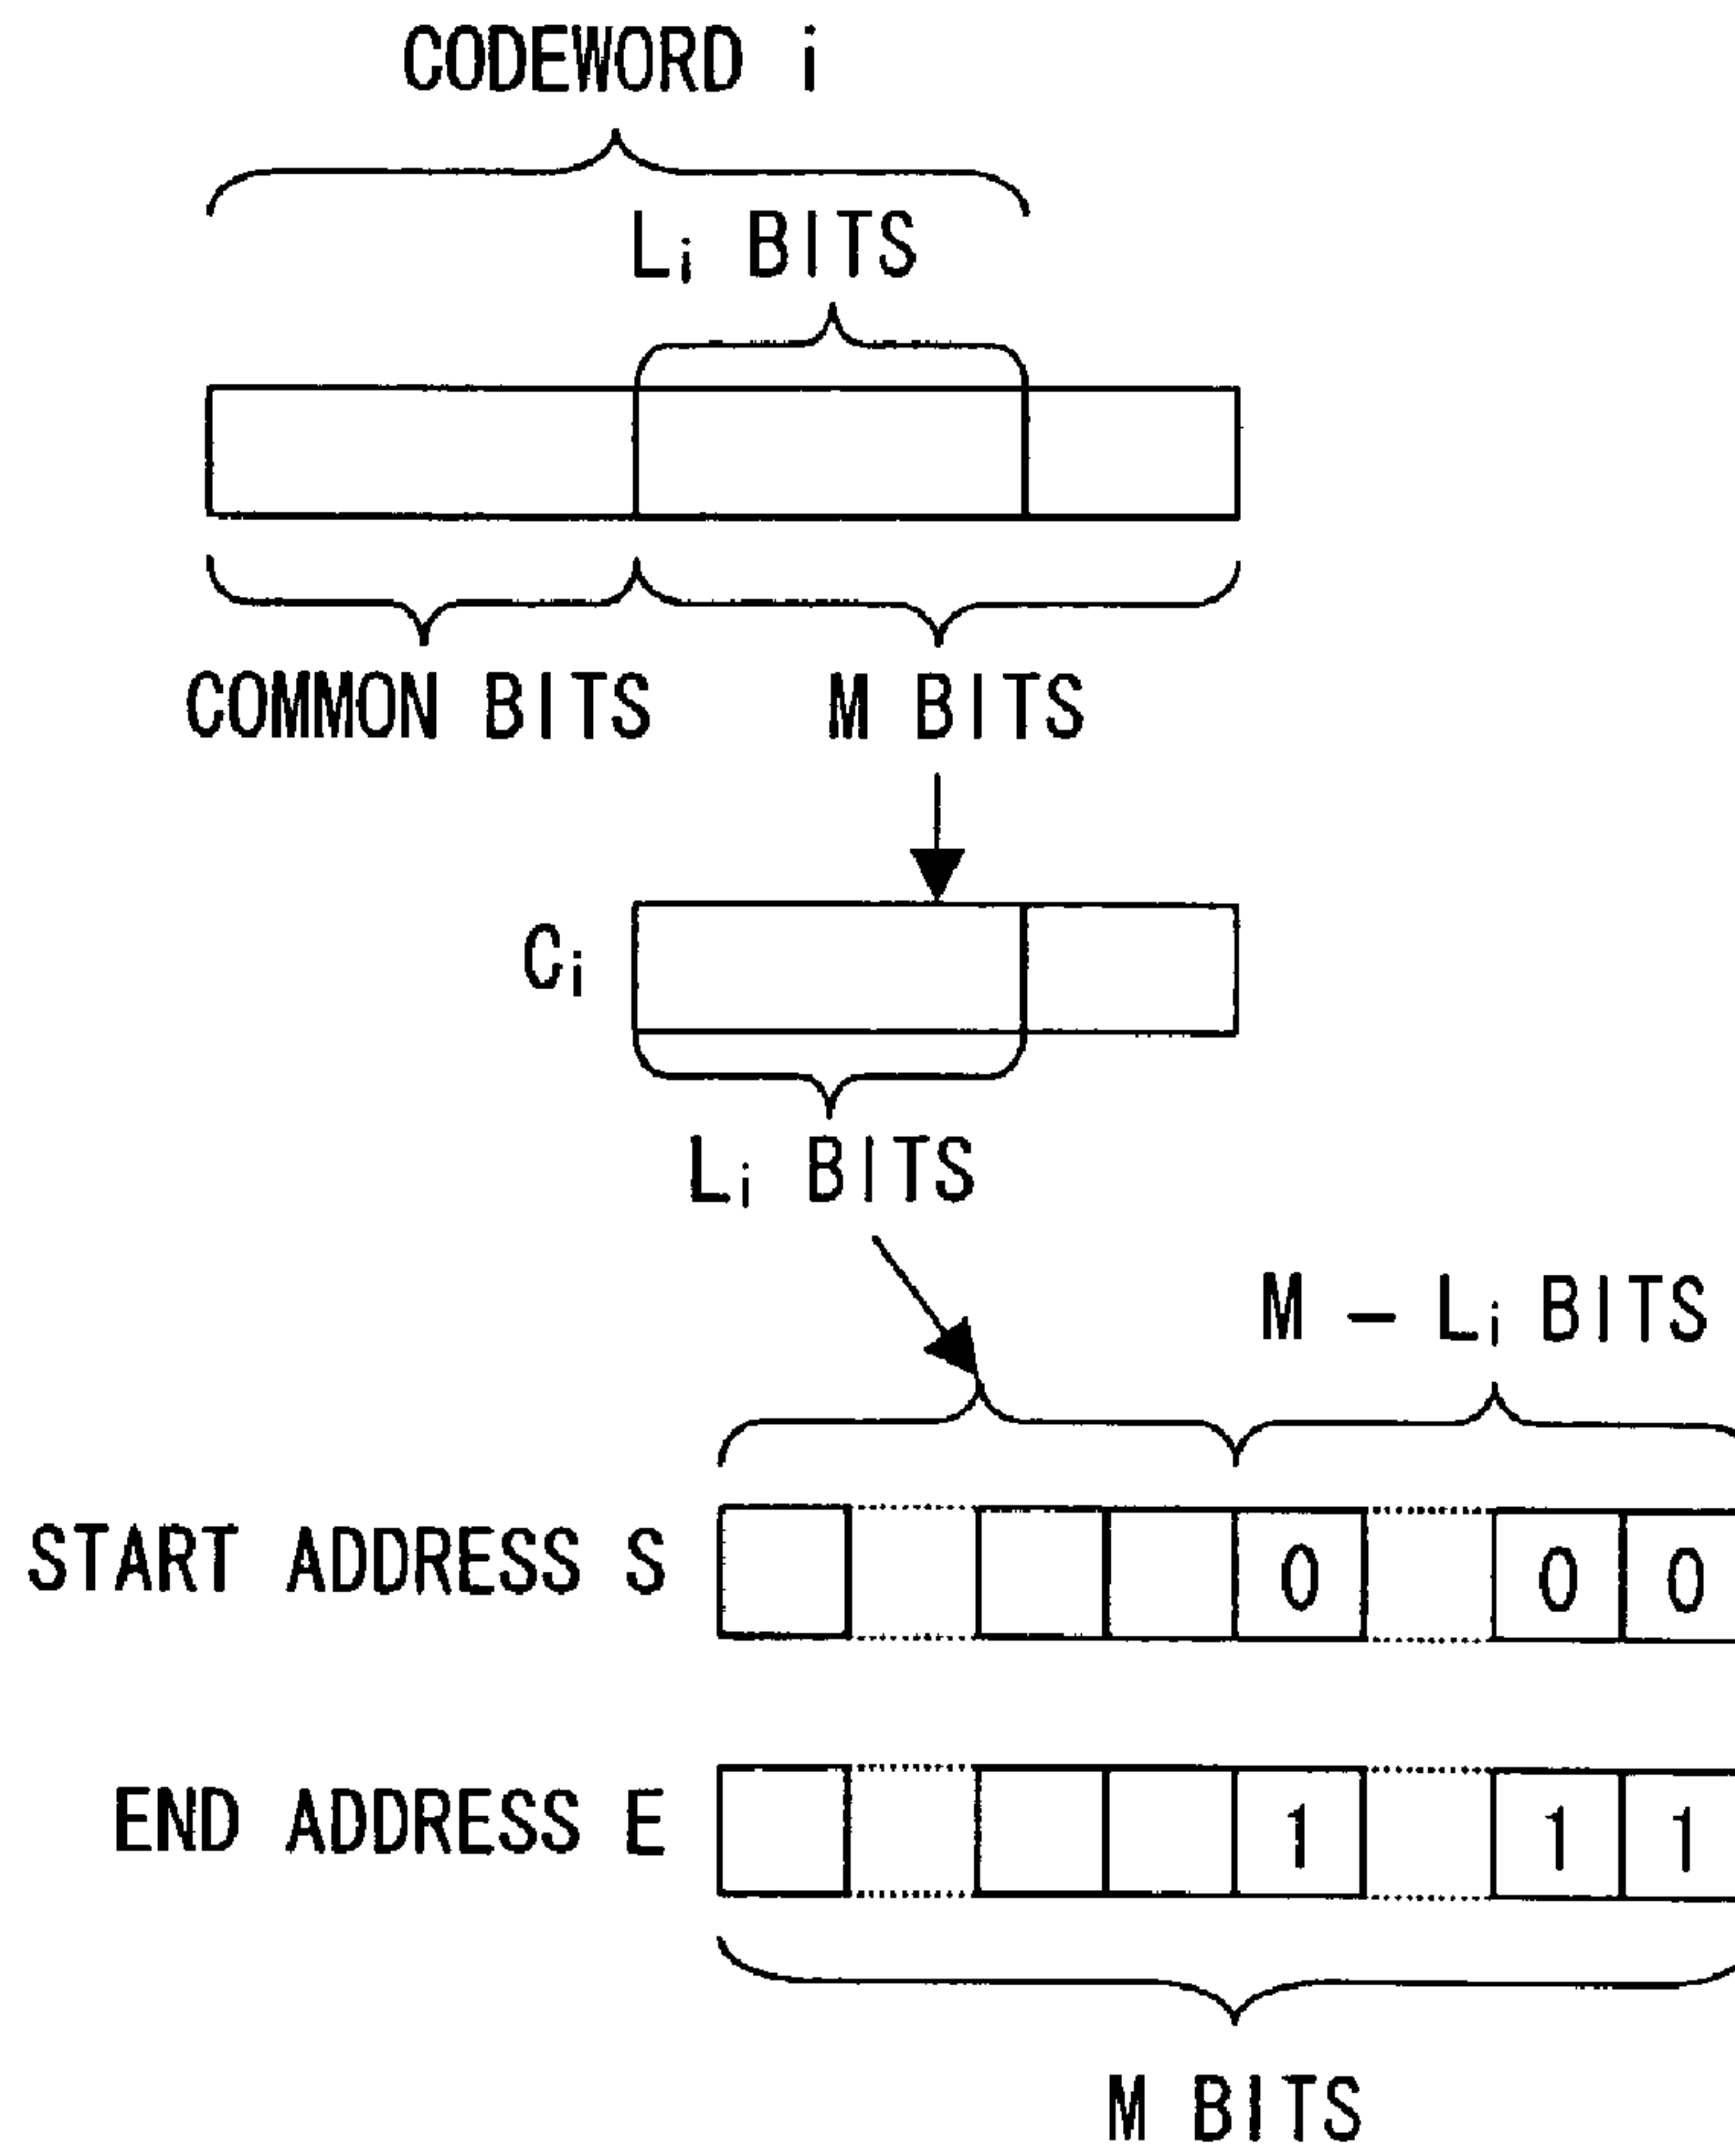 CODEWORD i
Li BITS
COMMON BITS M BITS
Ci
Li BITS
M - Li BITS
START ADDRESS S 0 0 0
END ADDRESS E 1 1 1
M BITS